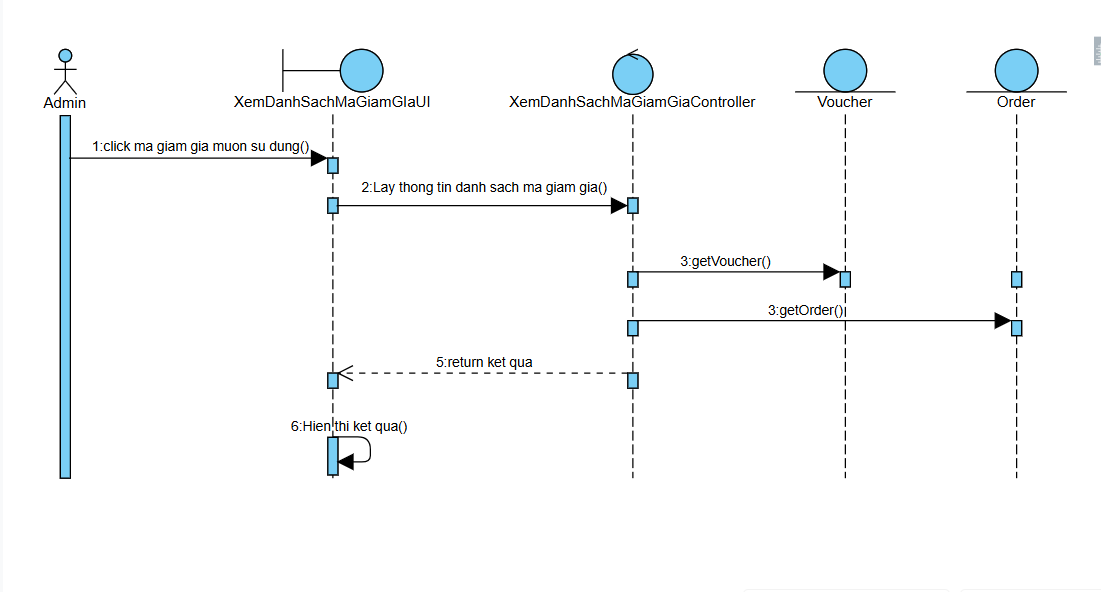 Admin
XemDanhSachMaGiamGIaUI
XemDanhSachMaGiamGiaController
Voucher
Order
1:click ma giam gia muon su dung()
2:Lay thong tin danh sach ma giam gia()
3:getVoucher()
3:getOrder()
5:return ket qua
6:Hien thi ket qua()